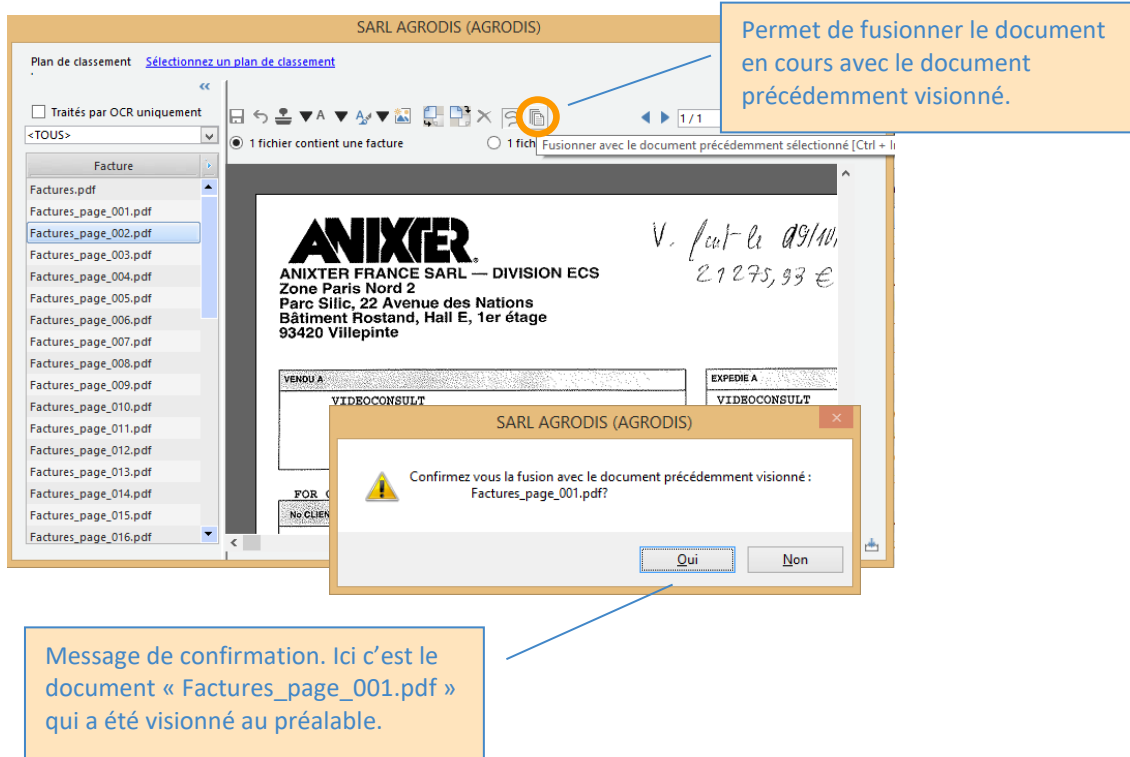 SARL AGRODIS (AGRODIS)
Permet de fusionner le document
en cours avec le document
précédemment visionné.
Plan de classement Sélectionnez un plan de classement
Traités par OCR uniquement
<TOUS>
1/1
1 fichier contient une facture
1 fich
Fusionner avec le document précédemment sélectionné [Ctrl + I
Facture
Factures.pdf
Factures_page_001.pdf
Factures_page_002.pdf
Factures_page_003.pdf
Factures_page_004.pdf
Factures_page_005.pdf
Factures_page_006.pdf
Factures_page_007.pdf
Factures_page_008.pdf
Factures_page_009.pdf
Factures_page_010.pdf
Factures_page_011.pdf
Factures_page_012.pdf
Factures_page_013.pdf
Factures_page_014.pdf
Factures_page_015.pdf
Factures_page_016.pdf
ANIXTER
ANIXTER FRANCE SARL — DIVISION ECS
Zone Paris Nord 2
Parc Silic, 22 Avenue des Nations
Bâtiment Rostand, Hall E, 1er étage
93420 Villepinte
21275,93 €
VENDU A
VIDEOCONSULT
EXPEDIE A
VIDEOCONSULT
FOR
No CLIEN
SARL AGRODIS (AGRODIS)
Confirmez vous la fusion avec le document précédemment visionné :
Factures_page_001.pdf?
Oui
Non
Message de confirmation. Ici c’est le
document « Factures_page_001.pdf »
qui a été visionné au préalable.